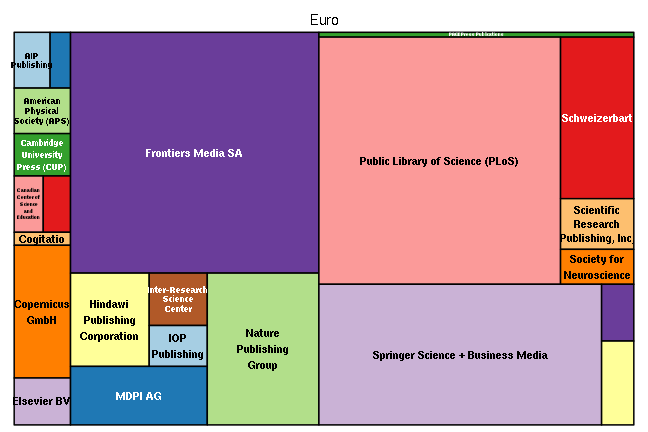 Euro
AIP
Publishing
American
Physical
Society (APS)
Cambridge
University
Press (CUP)
Canadian
Center of
Science
and
Education
Cogitatio
Copernicus
GmbH
Elsevier BV
Frontiers Media SA
Hindawi
Publishing
Corporation
Inter-Research
Science
Center
IOP
Publishing
MDPI AG
Nature
Publishing
Group
Publications
Public Library of Science (PLoS)
Schweizerbart
Scientific
Research
Publishing, Inc,
Society for
Neuroscience
Springer Science + Business Media